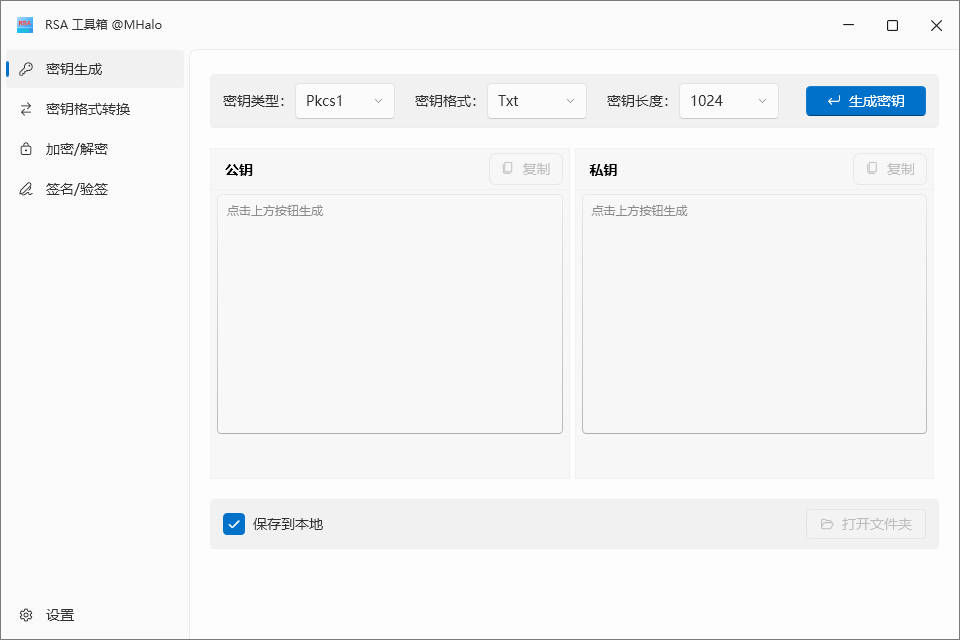 RSA 工具箱 @MHalo
密钥生成
密钥格式转换
加密/解密
签名/验签
设置
密钥类型： Pkcs1 密钥格式： Txt 密钥长度： 1024 生成密钥
公钥 复制
点击上方按钮生成
私钥 复制
点击上方按钮生成
保存到本地 打开文件夹